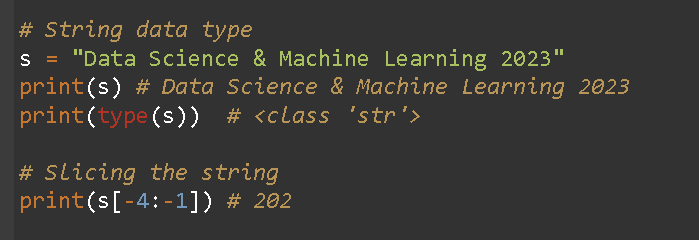 # String data type
s = "Data Science & Machine Learning 2023"
print(s) # Data Science & Machine Learning 2023
print(type(s))  # <class 'str'>
# Slicing the string
print(s[-4:-1]) # 202